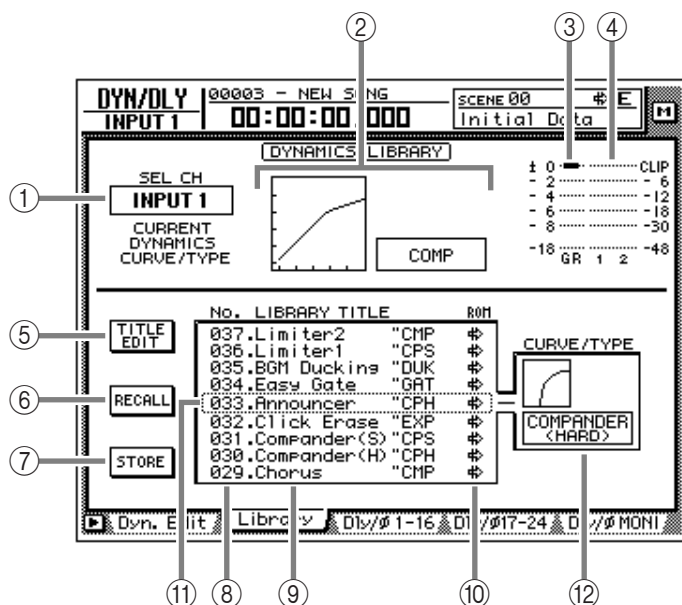 ② ③ ④
DYN/DLY 00003 - NEW SONG SCENE 00 E M
INPUT 1 00:00:00.000 Initial Data
DYNAMICS LIBRARY
① SEL CH
INPUT 1
CURRENT
DYNAMICS
CURVE/TYPE
COMP
± 0 CLIP
- 2 - 6
- 4 -12
- 6 -18
- 8 -30
-18 -48
GR 1 2
No. LIBRARY TITLE ROM
⑤ TITLE EDIT
⑥ RECALL
⑦ STORE
037.Limiter2 "CMP
036.Limiter1 "CPS
035.BGM Ducking "DUK
034.Easy Gate "GAT
033.Announcer "CPH
032.Click Erase "EXP
031.Compander(S) "CPS
030.Compander(H) "CPH
029.Chorus "CMP
CURVE/TYPE
COMPANDER
(HARD)
Dyn. Edit Library Dly/ø 1-16 Dly/ø17-24 Dly/ø MONI
⑪ ⑧ ⑨ ⑩ ⑫